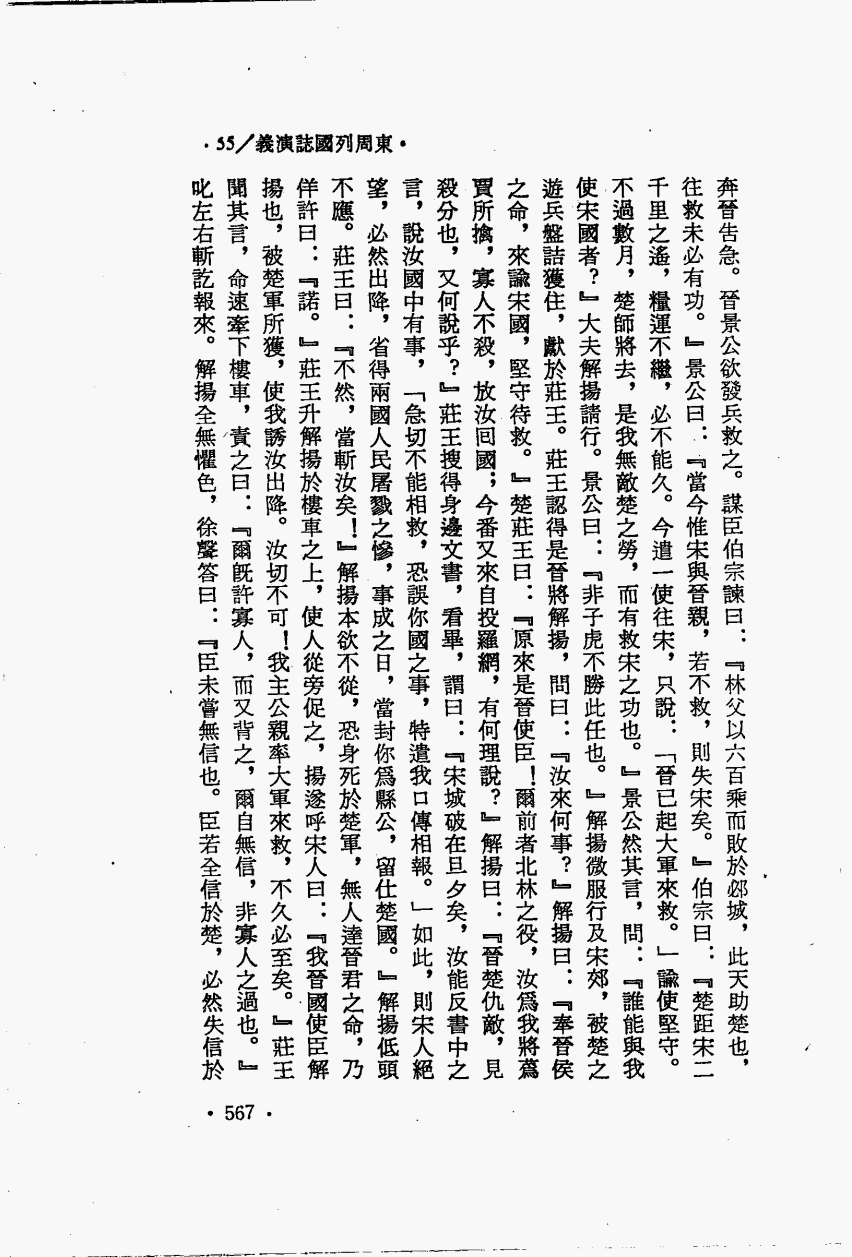 ·東周列國誌演義／55·
奔晉告急。晉景公欲發兵救之。謀臣伯宗諫曰：『林父以六百乘而敗於邲城，此天助楚也，
往救未必有功。』景公曰：『當今惟宋與晉親，若不救，則失宋矣。』伯宗曰：『楚距宋二
千里之遙，糧運不繼，必不能久。今遣一使往宋，只說：「晉已起大軍來救。」諭使堅守。
不過數月，楚師將去，是我無敵楚之勞，而有救宋之功也。』景公然其言，問：『誰能與我
使宋國者？』大夫解揚請行。景公曰：『非子虎不勝此任也。』解揚微服行及宋郊，被楚之
遊兵盤詰獲住，獻於莊王。莊王認得是晉將解揚，問曰：『汝來何事？』解揚曰：『奉晉侯
之命，來諭宋國，堅守待救。』楚莊王曰：『原來是晉使臣！爾前者北林之役，汝爲我將蔿
賈所擒，寡人不殺，放汝回國；今番又來自投羅網，有何理說？』解揚曰：『晉楚仇敵，見
殺分也，又何說乎？』莊王搜得身邊文書，看畢，謂曰：『宋城破在旦夕矣，汝能反書中之
言，說汝國中有事，「急切不能相救，恐誤你國之事，特遣我口傳相報。」如此，則宋人絕
望，必然出降，省得兩國人民屠戮之慘，事成之日，當封你爲縣公，留仕楚國。』解揚低頭
不應。莊王曰：『不然，當斬汝矣！』解揚本欲不從，恐身死於楚軍，無人達晉君之命，乃
佯許曰：『諾。』莊王升解揚於樓車之上，使人從旁促之，揚遂呼宋人曰：『我晉國使臣解
揚也，被楚軍所獲，使我誘汝出降。汝切不可！我主公親率大軍來救，不久必至矣。』莊王
聞其言，命速牽下樓車，責之曰：『爾既許寡人，而又背之，爾自無信，非寡人之過也。』
叱左右斬訖報來。解揚全無懼色，徐聲答曰：『臣未嘗無信也。臣若全信於楚，必然失信於
·567·